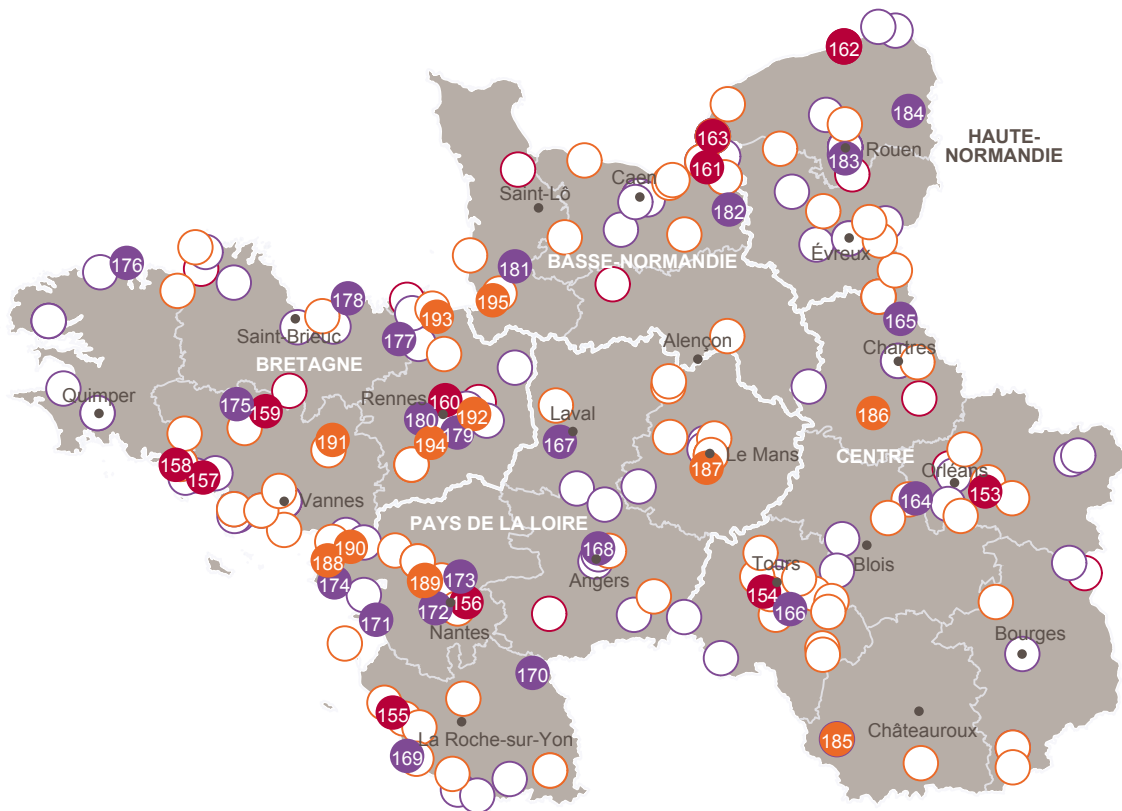 162
184
163
HAUTE-
NORMANDIE
Rouen
183
161
Caen
Saint-Lô
182
Évreux
176
181
BASSE-NORMANDIE
178
195
193
165
Saint-Brieuc
177
Alençon
Chartres
BRETAGNE
Quimper
175
159
Rennes
160
180
192
186
179
Laval
191
194
167
Le Mans
CENTRE
158
187
157
Orléans
153
164
Vannes
PAYS DE LA LOIRE
190
168
188
Blois
Angers
Tours
174
189
173
154
172
156
166
171
Nantes
Bourges
170
155
Châteauroux
La Roche-sur-Yon
185
169